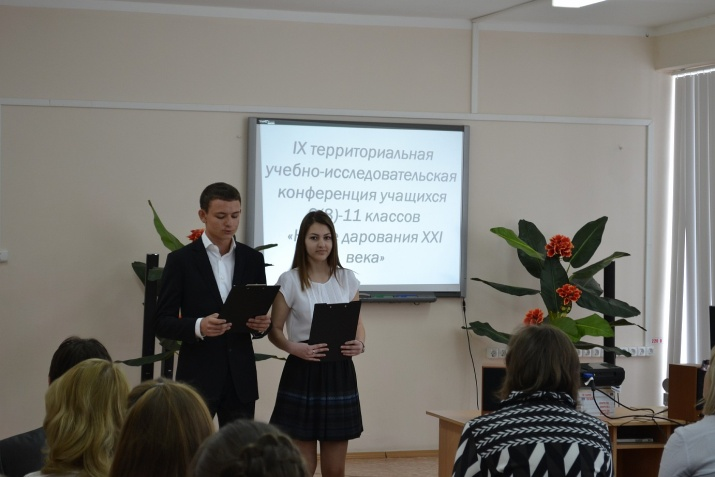 IX территориальная
учебно-исследовательская
конференция учащихся
-11 классов
дарования XXI
века»